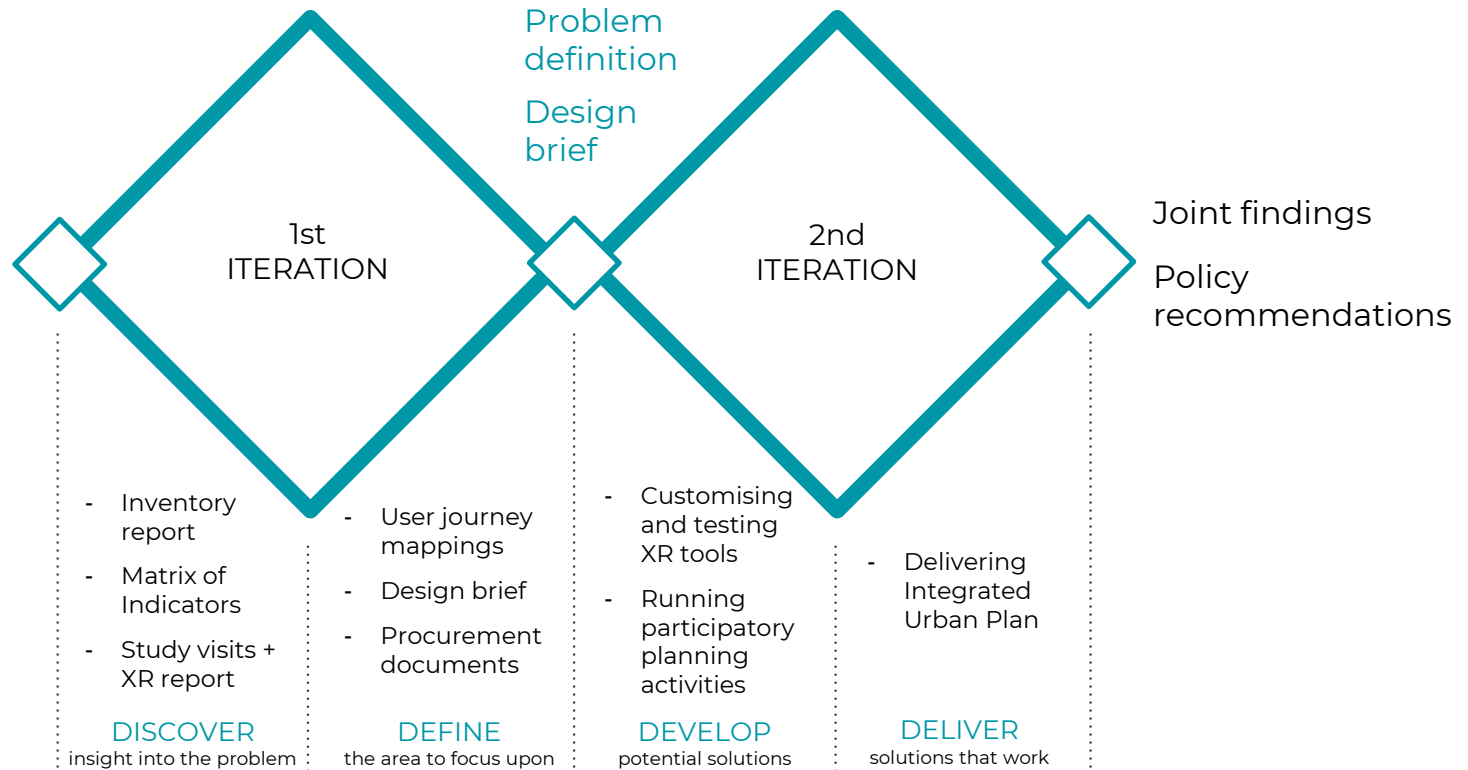 Problem
definition
Design
brief
1st
ITERATION
2nd
ITERATION
Joint findings
Policy
recommendations
- Inventory
report
- Matrix of
Indicators
- Study visits +
XR report
DISCOVER
insight into the problem
- User journey
mappings
- Design brief
- Procurement
documents
DEFINE
the area to focus upon
- Customising
and testing
XR tools
- Running
participatory
planning
activities
DEVELOP
potential solutions
- Delivering
Integrated
Urban Plan
DELIVER
solutions that work